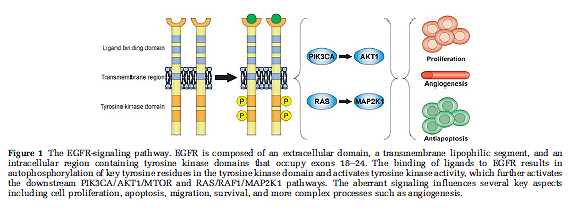 Ligand binding domain
Transmembrane region
Tyrosine kinase domain
P P
P P
PIK3CA AKT1
RAS MAP2K1
Proliferation
Angiogenesis
Antiapoptosis
Figure 1 The EGFR-signaling pathway. EGFR is composed of an extracellular domain, a transmembrane lipophilic segment, and an
intracellular region containing tyrosine kinase domains that occupy exons 18–24. The binding of ligands to EGFR results in
autophosphorylation of key tyrosine residues in the tyrosine kinase domain and activates tyrosine kinase activity, which further activates
the downstream PIK3CA/AKT1/MTOR and RAS/RAF1/MAP2K1 pathways. The aberrant signaling influences several key aspects
including cell proliferation, apoptosis, migration, survival, and more complex processes such as angiogenesis.